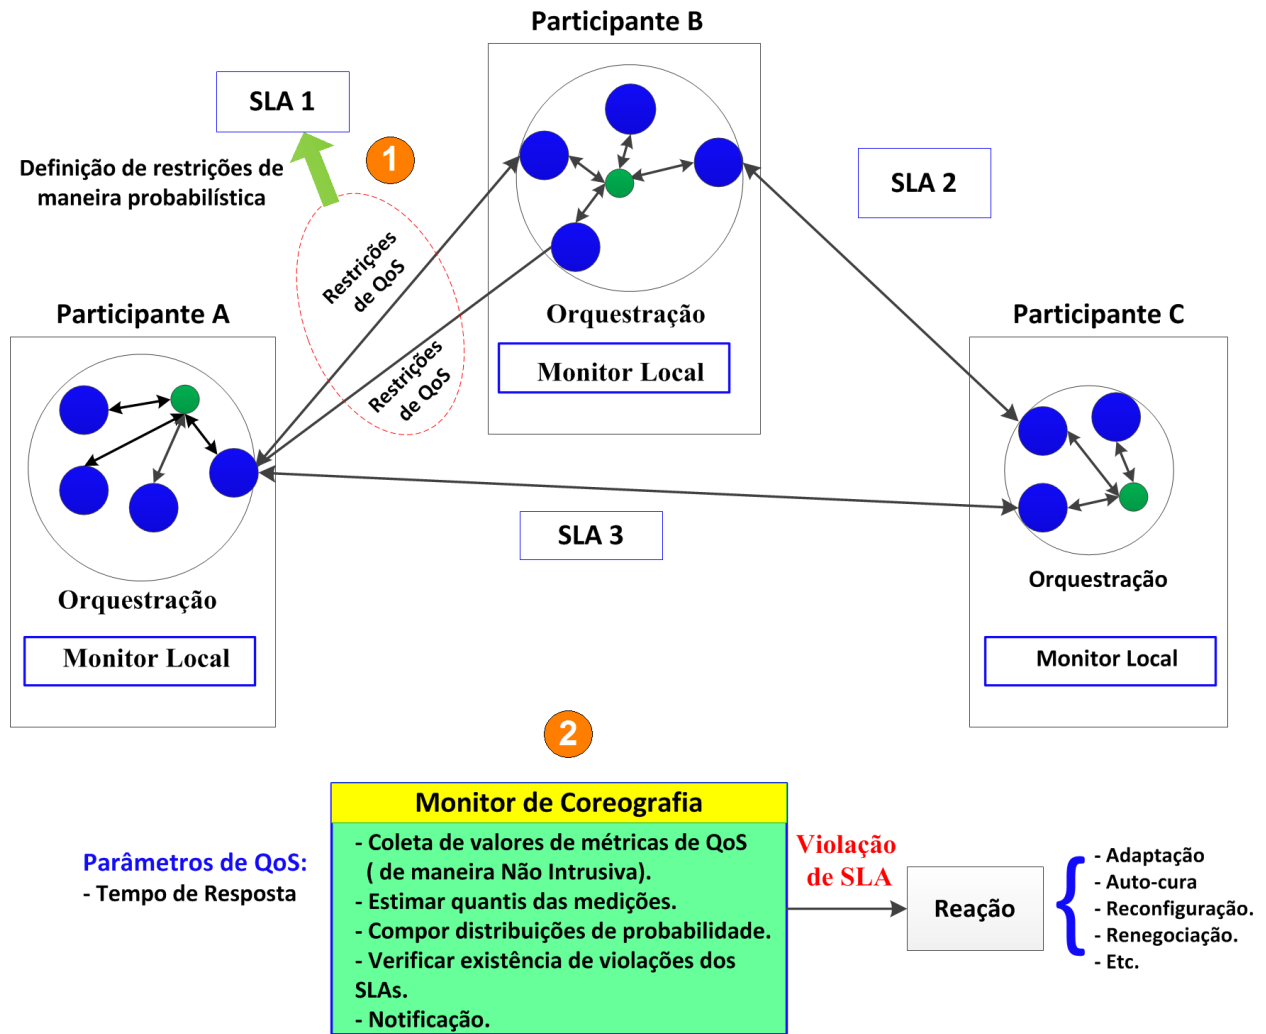 Participante B
SLA 1
1
Definição de restrições de
maneira probabilística
SLA 2
Restrições
de QoS
Restrições
de QoS
Participante A
Orquestração
Monitor Local
Participante C
SLA 3
Orquestração
Monitor Local
Orquestração
Monitor Local
2
Monitor de Coreografia
- Coleta de valores de métricas de QoS
( de maneira Não Intrusiva).
- Estimar quantis das medições.
- Compor distribuições de probabilidade.
- Verificar existência de violações dos
SLAs.
- Notificação.
Parâmetros de QoS:
- Tempo de Resposta
Violação
de SLA
Reação
- Adaptação
- Auto-cura
- Reconfiguração.
- Renegociação.
- Etc.